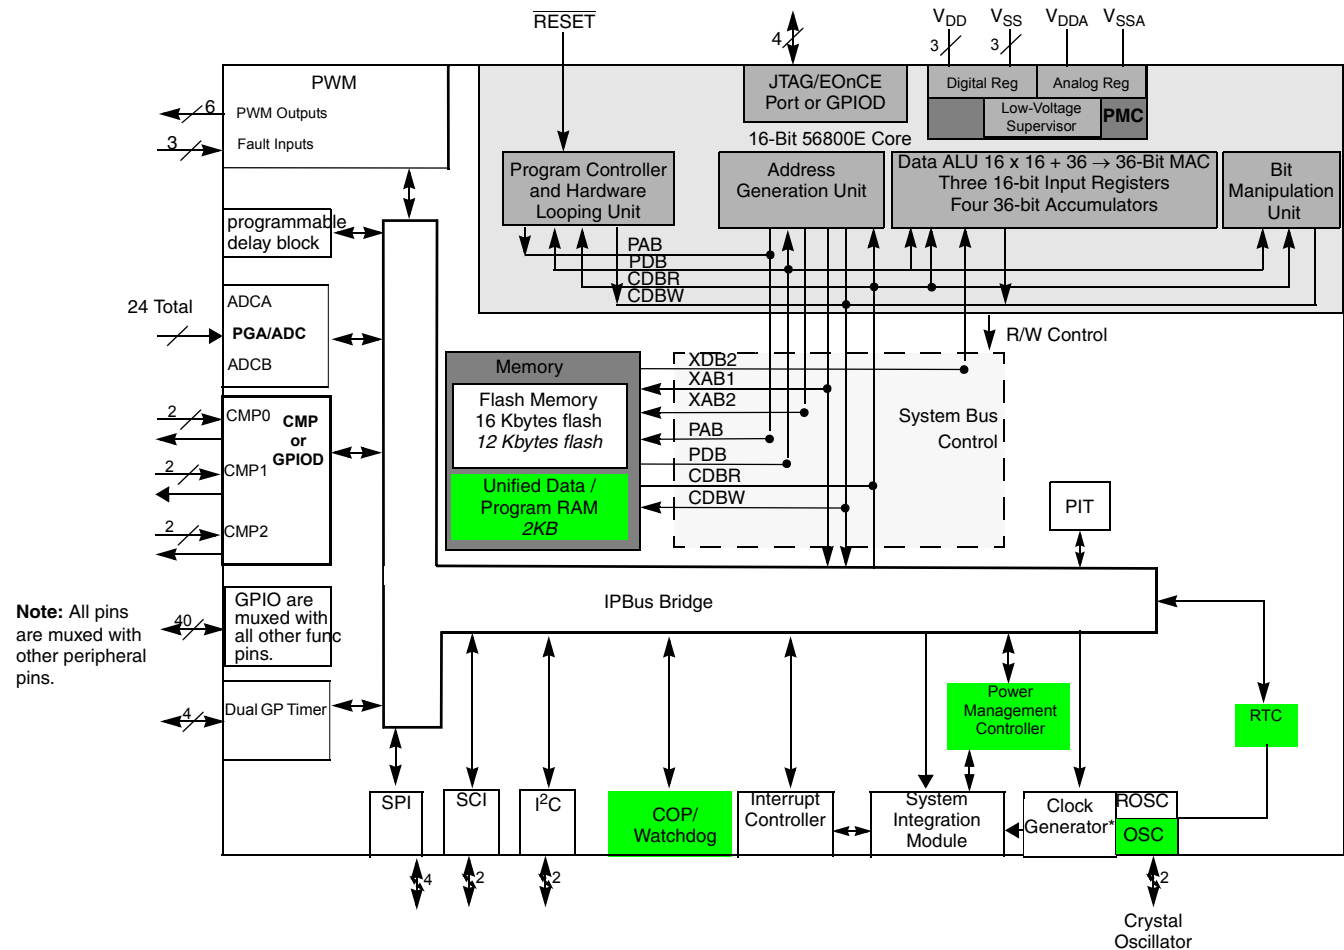 RESET
4
VDD
VSS
VDDA
VSSA
3
3
PWM
6
PWM Outputs
3
Fault Inputs
JTAG/EOnCE
Port or GPIOD
Digital Reg
Analog Reg
Low-Voltage
Supervisor
PMC
16-Bit 56800E Core
Program Controller
and Hardware
Looping Unit
Address
Generation Unit
Data ALU 16 x 16 + 36 → 36-Bit MAC
Three 16-bit Input Registers
Four 36-bit Accumulators
Bit
Manipulation
Unit
PAB
PDB
CDBR
CDBW
programmable
delay block
24 Total
ADCA
PGA/ADC
ADCB
R/W Control
Memory
Flash Memory
16 Kbytes flash
12 Kbytes flash
Unified Data /
Program RAM
2KB
XDB2
XAB1
XAB2
PAB
PDB
CDBR
CDBW
System Bus
Control
2
CMP0
CMP
or
GPIOD
2
CMP1
2
CMP2
PIT
IPBus Bridge
Note: All pins
are muxed with
other peripheral
pins.
40
GPIO are
muxed with
all other func
pins.
4
Dual GP Timer
Power
Management
Controller
RTC
SPI
SCI
I2C
COP/
Watchdog
Interrupt
Controller
System
Integration
Module
Clock
Generator*
ROSC
OSC
4
2
2
2
Crystal
Oscillator